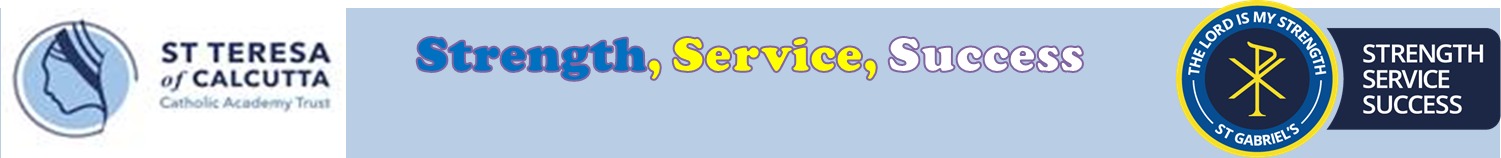 ST TERESA
of CALCUTTA
Catholic Academy Trust
Strength, Service, Success
THE LORD IS MY STRENGTH
ST GABRIEL'S
STRENGTH
SERVICE
SUCCESS